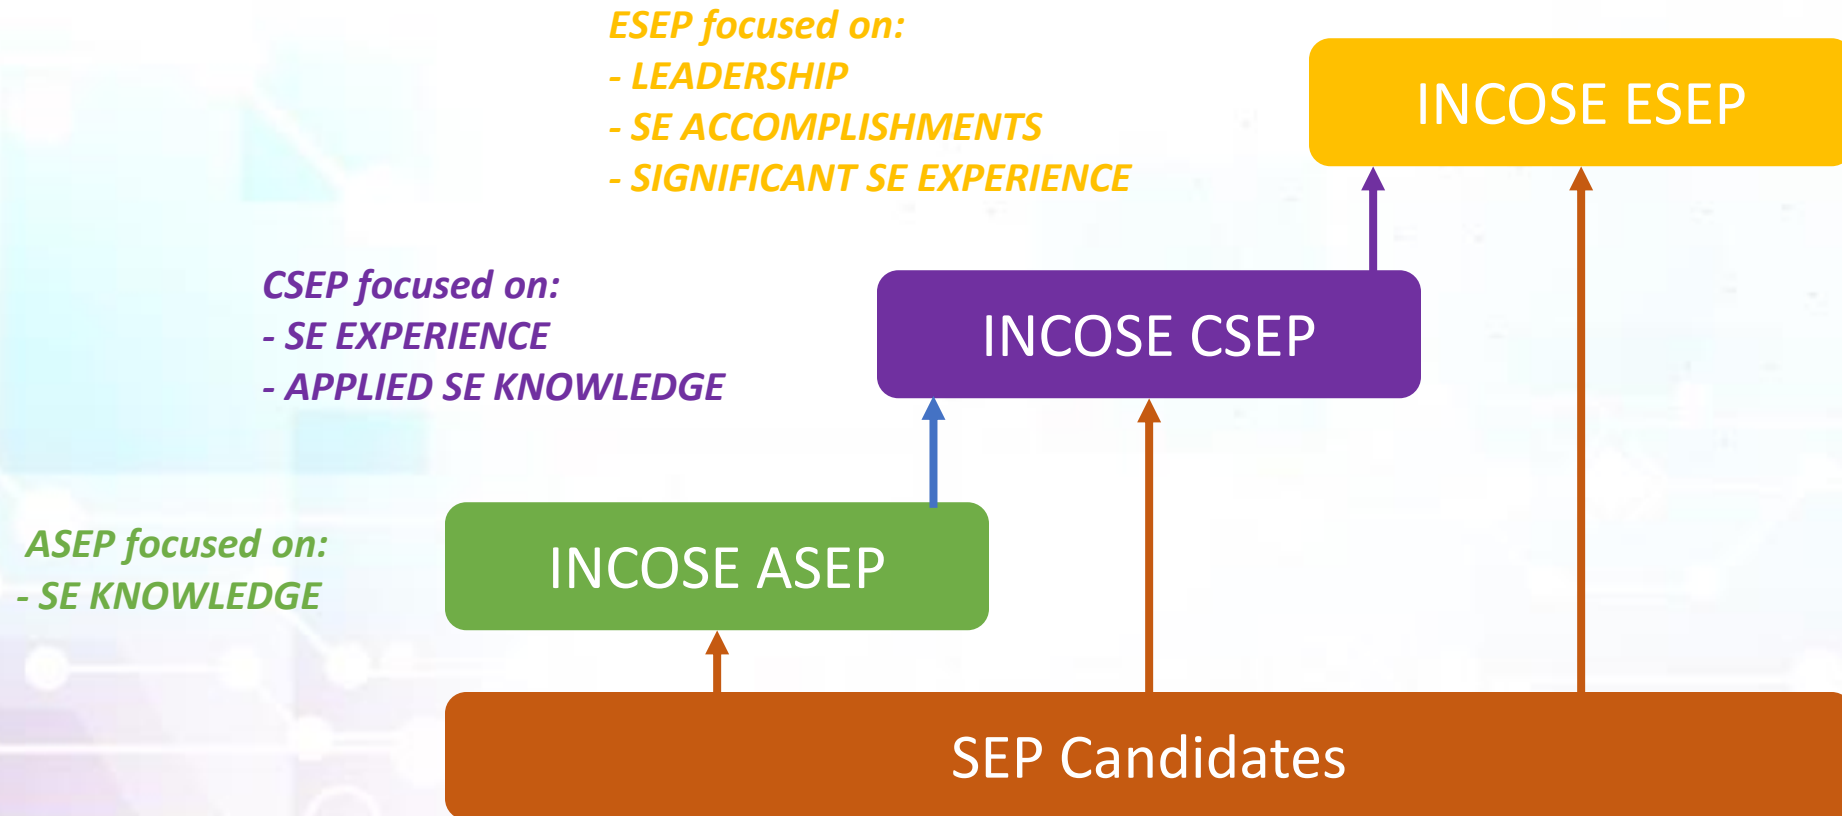 ESEP focused on:
- LEADERSHIP
- SE ACCOMPLISHMENTS
- SIGNIFICANT SE EXPERIENCE
INCOSE ESEP
CSEP focused on:
- SE EXPERIENCE
- APPLIED SE KNOWLEDGE
INCOSE CSEP
ASEP focused on:
- SE KNOWLEDGE
INCOSE ASEP
SEP Candidates